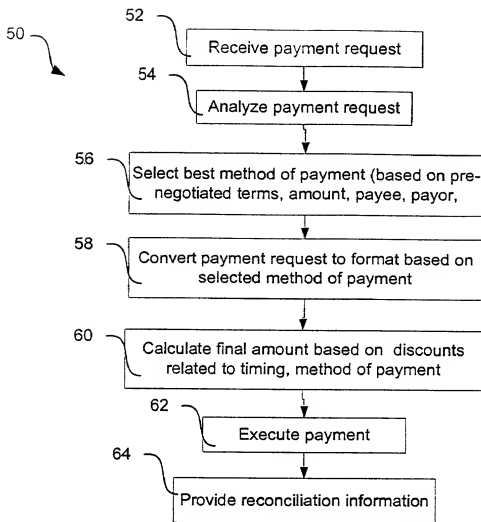 50
52
Receive payment request
54
Analyze payment request
56
Select best method of payment (based on pre-
negotiated terms, amount, payee, payor,
58
Convert payment request to format based on
selected method of payment
60
Calculate final amount based on discounts
related to timing, method of payment
62
Execute payment
64
Provide reconciliation information